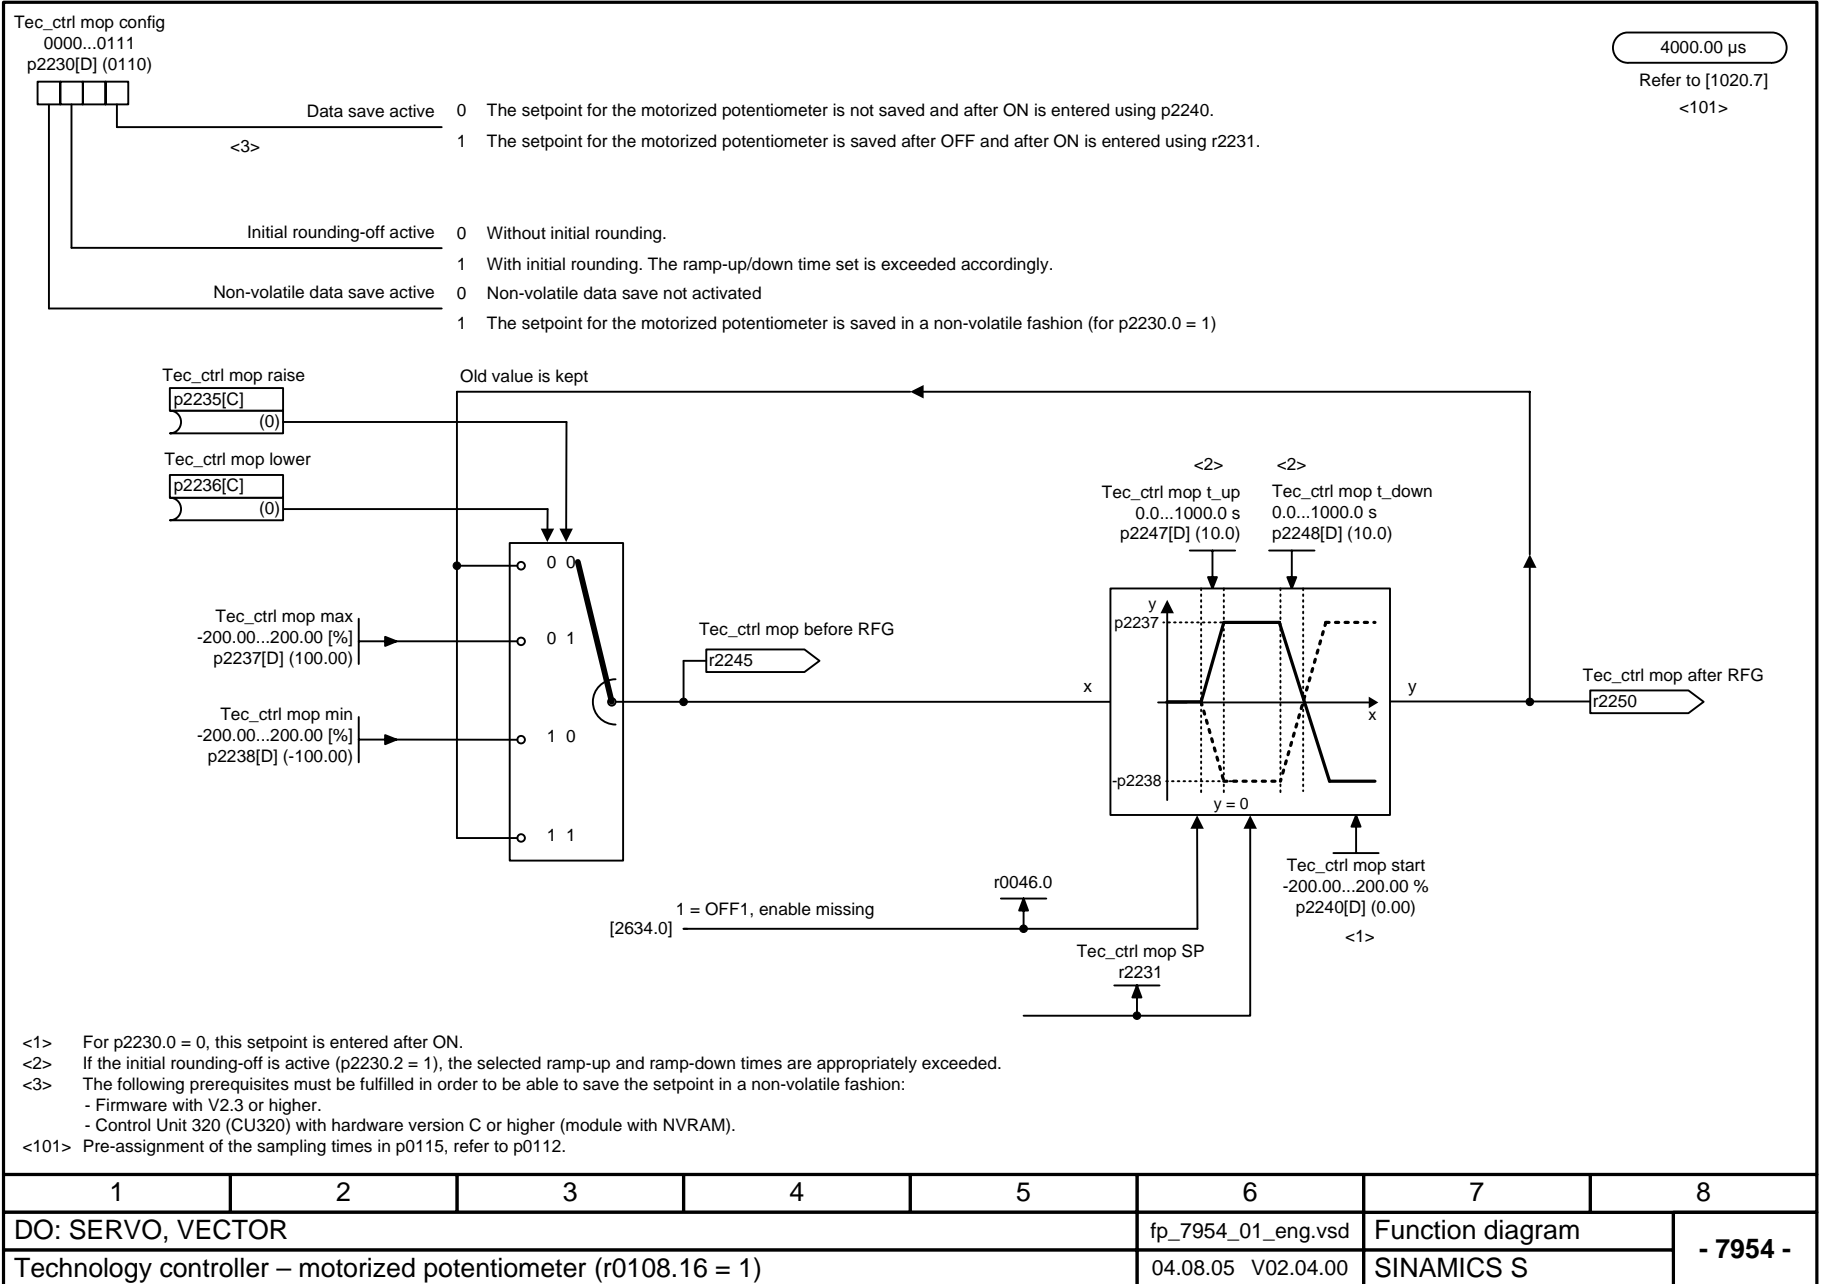 Tec_ctrl mop config
0000...0111
p2230[D] (0110)
4000.00 µs
Refer to [1020.7]
<101>
Data save active 0 The setpoint for the motorized potentiometer is not saved and after ON is entered using p2240.
<3> 1 The setpoint for the motorized potentiometer is saved after OFF and after ON is entered using r2231.
Initial rounding-off active 0 Without initial rounding.
1 With initial rounding. The ramp-up/down time set is exceeded accordingly.
Non-volatile data save active 0 Non-volatile data save not activated
1 The setpoint for the motorized potentiometer is saved in a non-volatile fashion (for p2230.0 = 1)
Tec_ctrl mop raise
p2235[C]
(0)
Old value is kept
Tec_ctrl mop lower
p2236[C]
(0)
0 0
Tec_ctrl mop max
-200.00...200.00 [%]
p2237[D] (100.00)
0 1
Tec_ctrl mop min
-200.00...200.00 [%]
p2238[D] (-100.00)
1 0
1 1
Tec_ctrl mop before RFG
r2245
<2>
Tec_ctrl mop t_up
0.0...1000.0 s
p2247[D] (10.0)
<2>
Tec_ctrl mop t_down
0.0...1000.0 s
p2248[D] (10.0)
x
y
p2237
x
-p2238
y = 0
y
Tec_ctrl mop after RFG
r2250
Tec_ctrl mop start
-200.00...200.00 %
p2240[D] (0.00)
<1>
r0046.0
1 = OFF1, enable missing
[2634.0]
Tec_ctrl mop SP
r2231
<1> For p2230.0 = 0, this setpoint is entered after ON.
<2> If the initial rounding-off is active (p2230.2 = 1), the selected ramp-up and ramp-down times are appropriately exceeded.
<3> The following prerequisites must be fulfilled in order to be able to save the setpoint in a non-volatile fashion:
- Firmware with V2.3 or higher.
- Control Unit 320 (CU320) with hardware version C or higher (module with NVRAM).
<101> Pre-assignment of the sampling times in p0115, refer to p0112.
1 2 3 4 5 6 7 8
DO: SERVO, VECTOR fp_7954_01_eng.vsd Function diagram
- 7954 -
Technology controller – motorized potentiometer (r0108.16 = 1) 04.08.05 V02.04.00 SINAMICS S